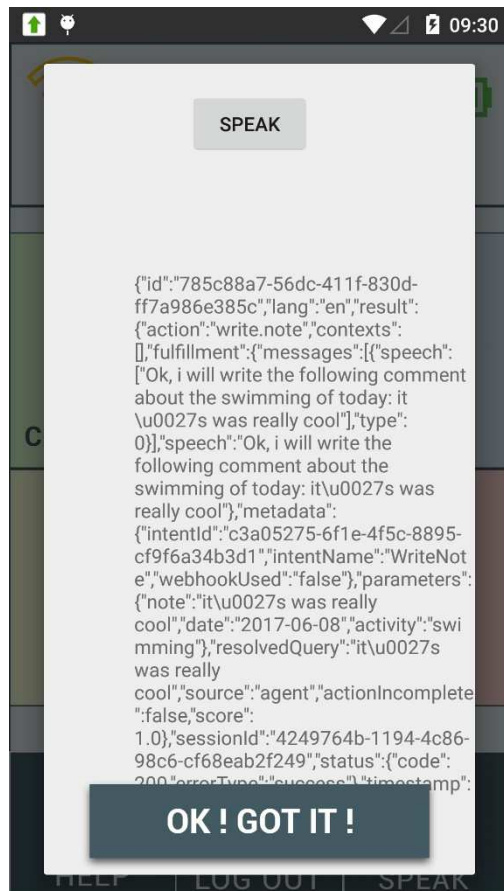 09:30
SPEAK
{"id":"785c88a7-56dc-411f-830d-
ff7a986e385c","lang":"en","result":
{"action":"write.note","contexts":
[],"fulfillment":{"messages":[{"speech":
["Ok, i will write the following comment
about the swimming of today: it
\u0027s was really cool"],"type":
0}],"speech":"Ok, i will write the
following comment about the
swimming of today: it\u0027s was
really cool"},"metadata":
{"intentId":"c3a05275-6f1e-4f5c-8895-
cf9f6a34b3d1","intentName":"WriteNot
e","webhookUsed":"false"},"parameters":
{"note":"it\u0027s was really
cool","date":"2017-06-08","activity":"swi
mming"},"resolvedQuery":"it\u0027s
was really
cool","source":"agent","actionIncomplete
":false,"score":
1.0},"sessionId":"4249764b-1194-4c86-
98c6-cf68eab2f249","status":{"code":
200,"errorType":"success"},"timestamp":
OK ! GOT IT !
HELP LOG OUT SPEAK